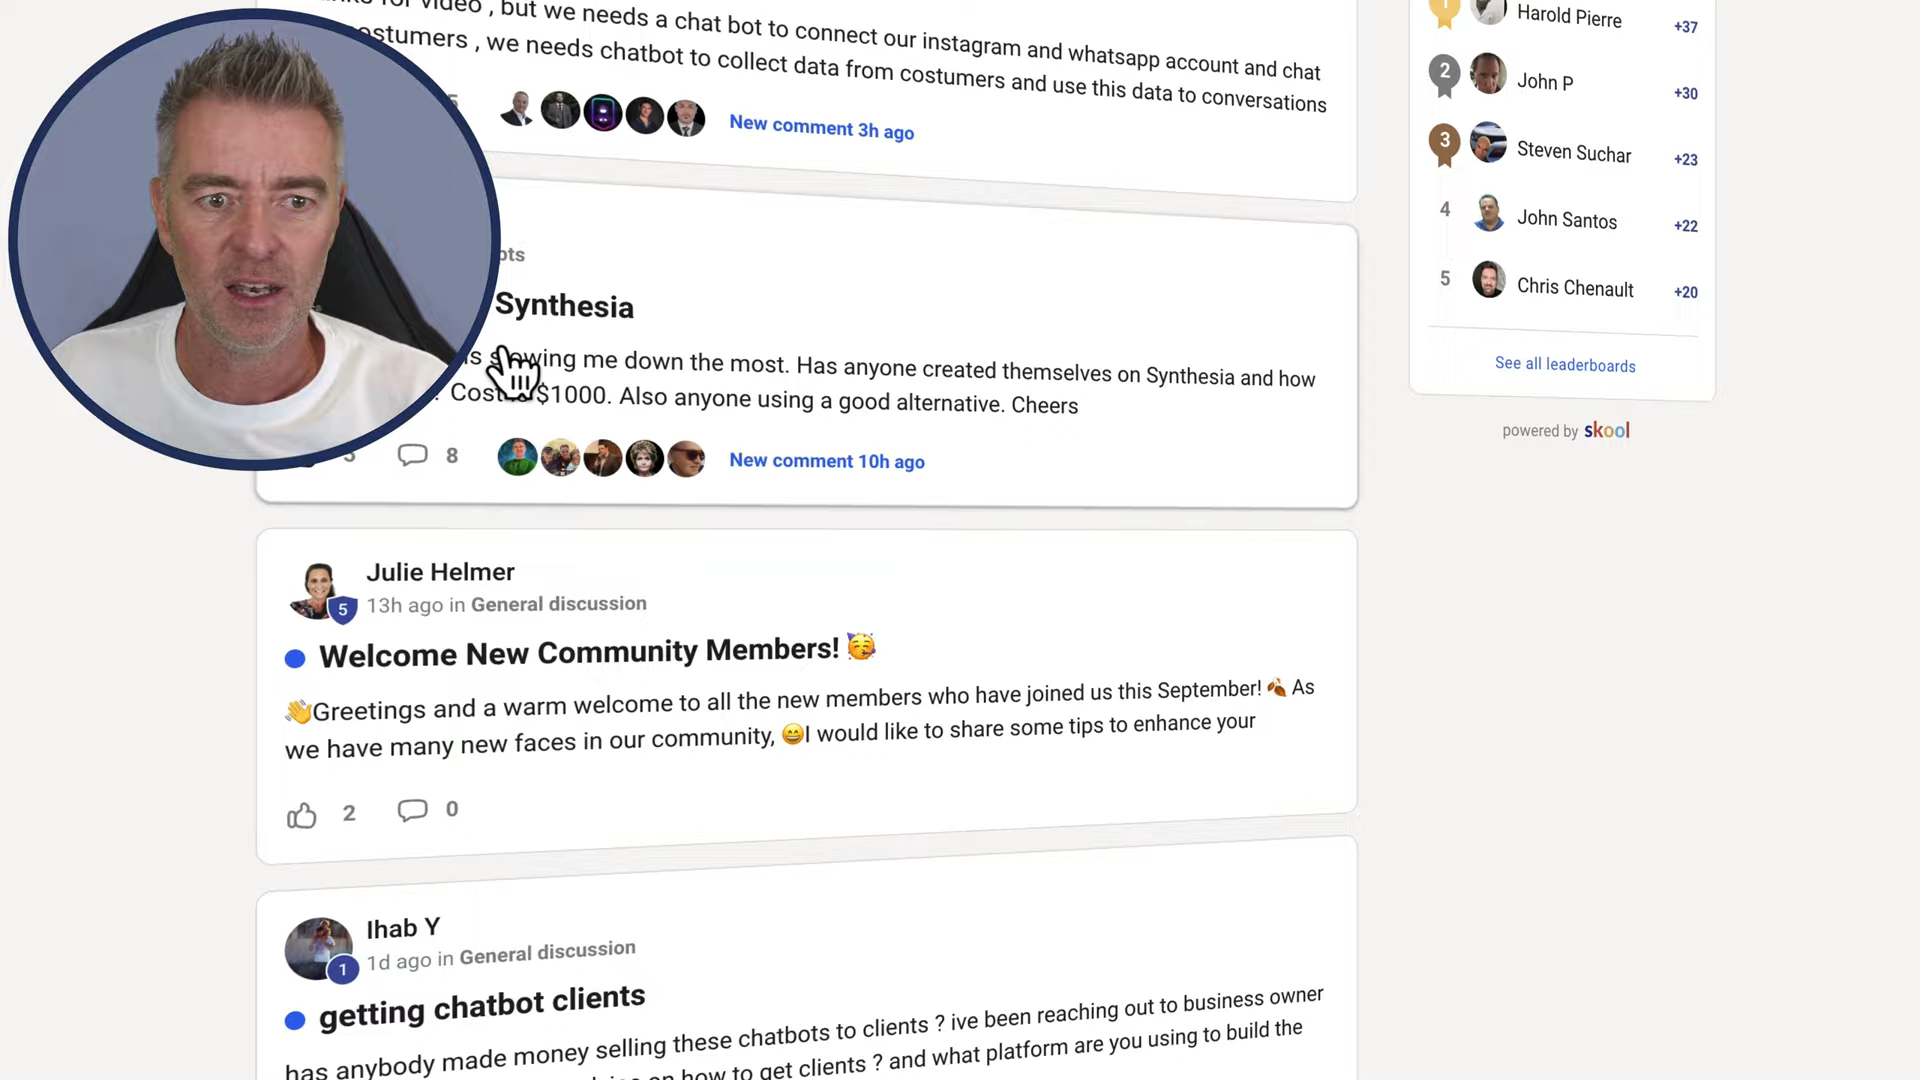 for video , but we needs a chat bot to connect our instagram and whatsapp account and chat
costumers , we needs chatbot to collect data from costumers and use this data to conversations
5
New comment 3h ago
Synthesia
me down the most. Has anyone created themselves on Synthesia and how
$1000. Also anyone using a good alternative. Cheers
8
New comment 10h ago
Julie Helmer
5
13h ago in General discussion
Welcome New Community Members! 🥳
👋Greetings and a warm welcome to all the new members who have joined us this September! 🍂 As
we have many new faces in our community, 😄I would like to share some tips to enhance your
2
0
Ihab Y
1
1d ago in General discussion
getting chatbot clients
has anybody made money selling these chatbots to clients ? ive been reaching out to business owner
on how to get clients ? and what platform are you using to build the
1
Harold Pierre
+37
2
John P
+30
3
Steven Suchar
+23
4
John Santos
+22
5
Chris Chenault
+20
See all leaderboards
powered by skool